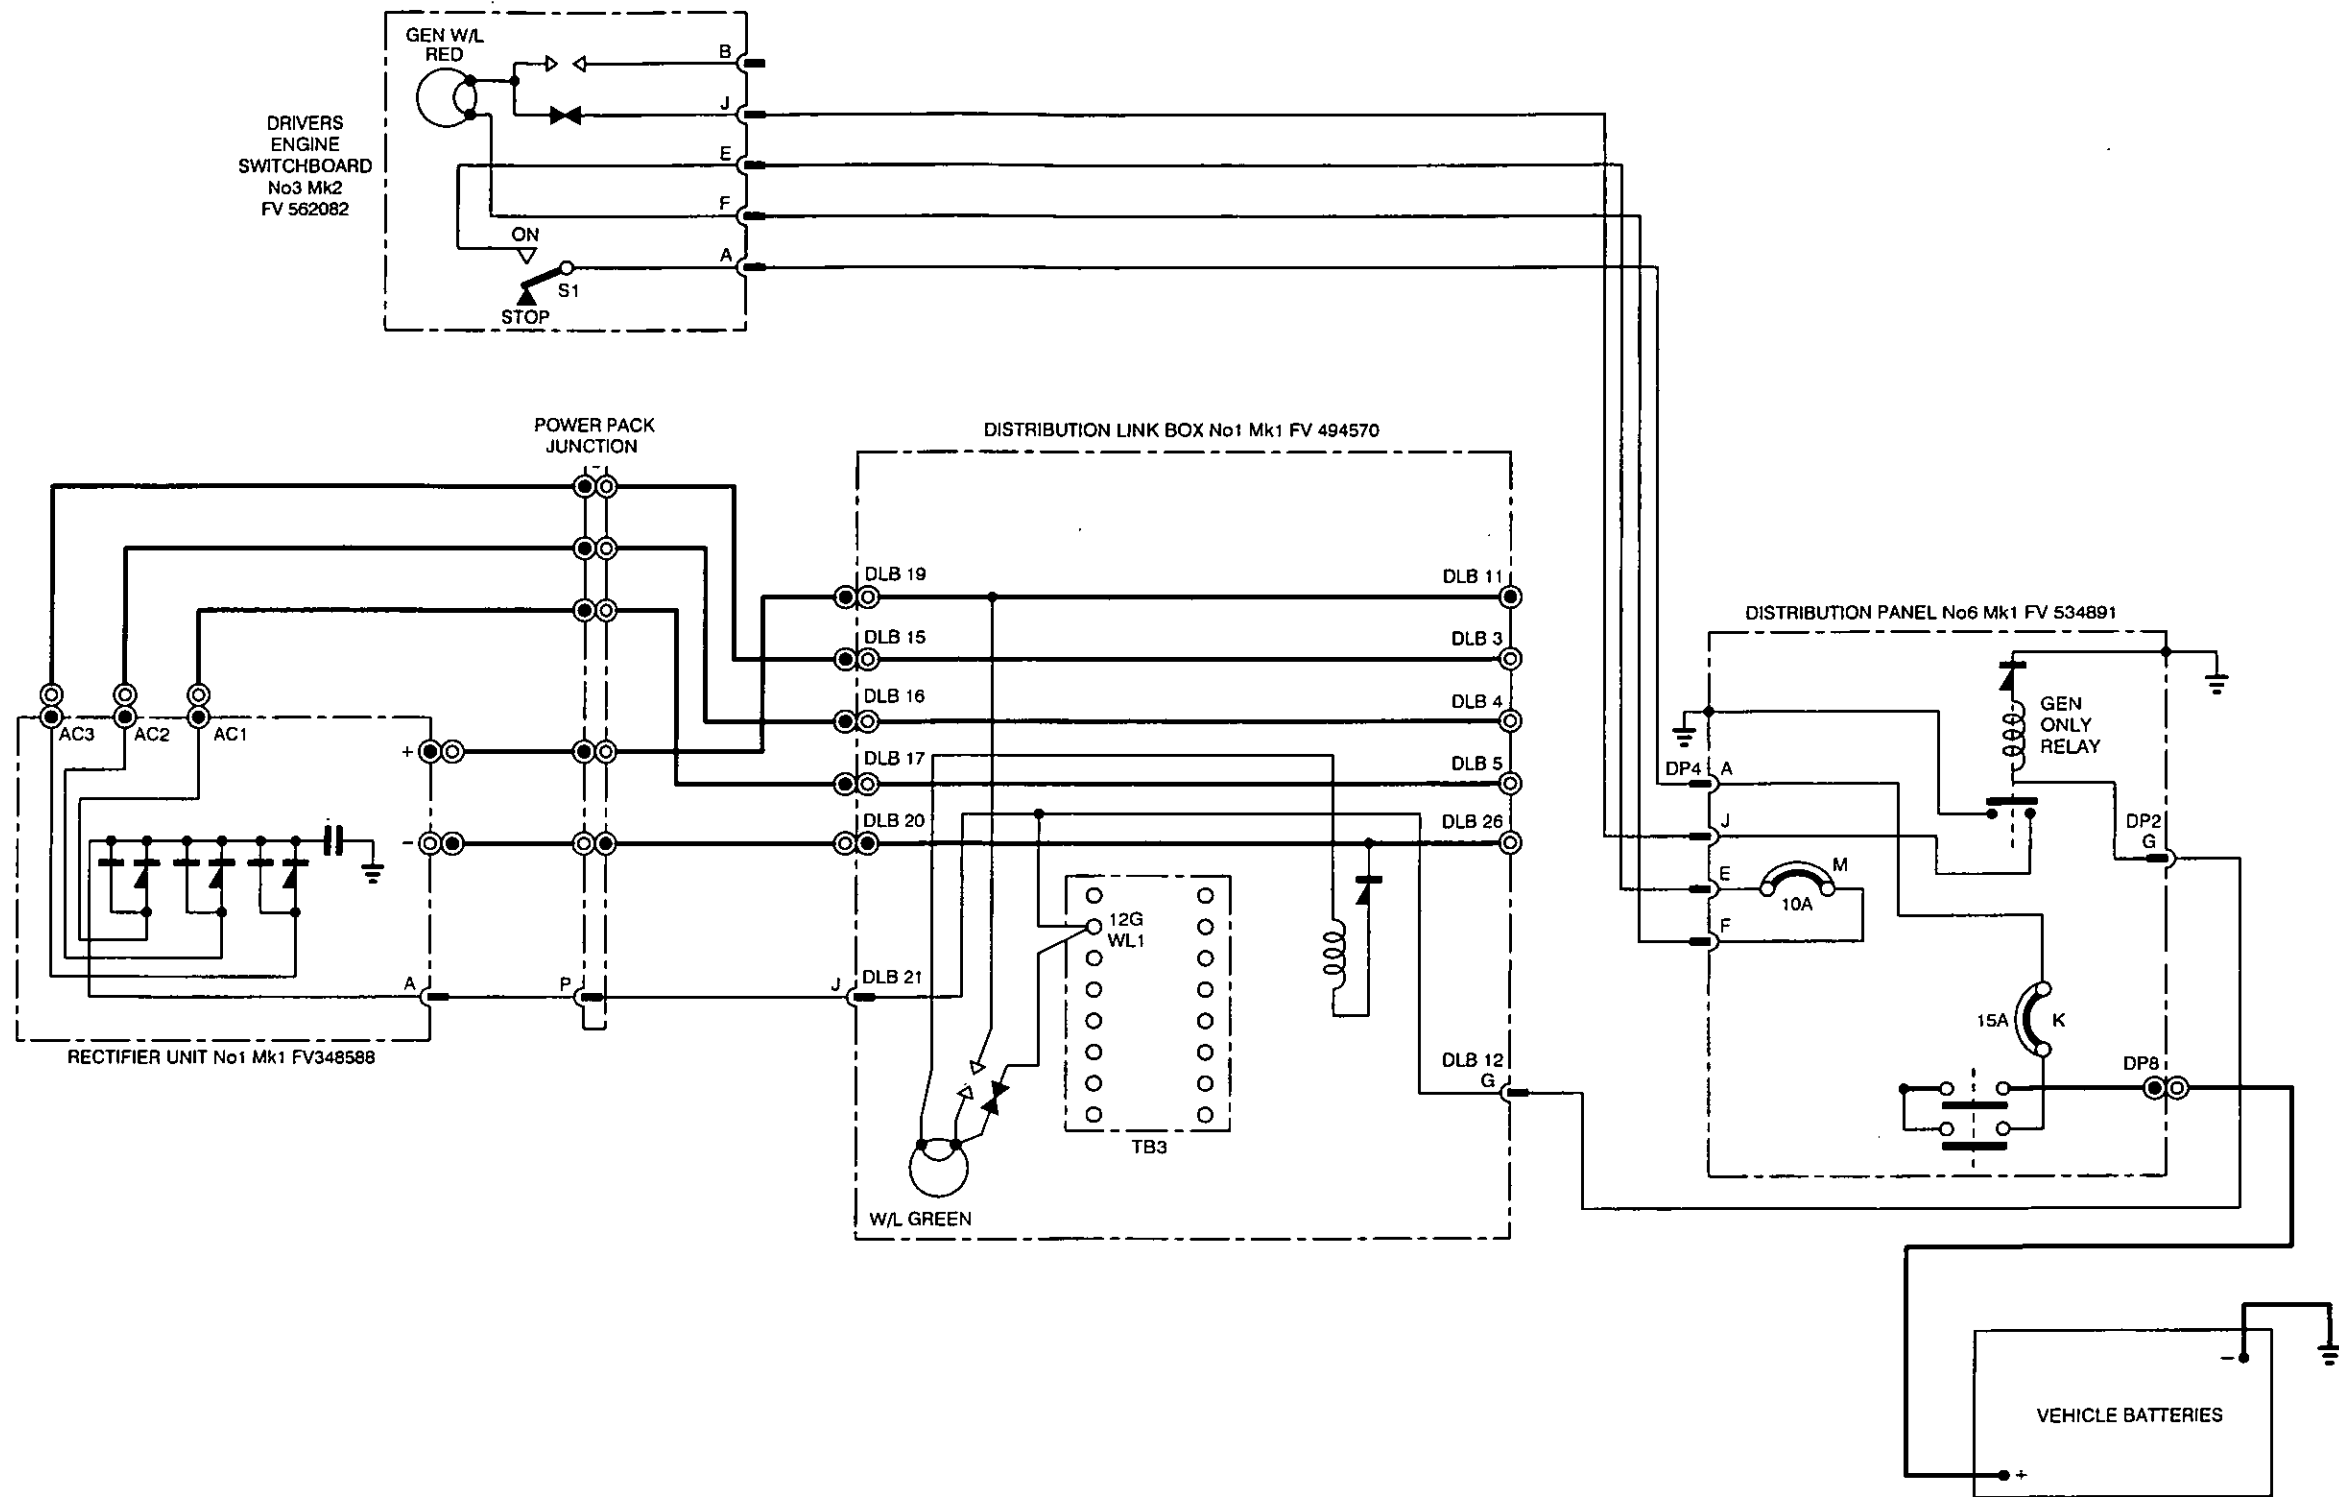 GEN W/L
RED
B
J
E
F
A
ON
S1
STOP
DRIVERS
ENGINE
SWITCHBOARD
No3 Mk2
FV 562082
POWER PACK
JUNCTION
DISTRIBUTION LINK BOX No1 Mk1 FV 494570
DLB 19
DLB 11
DLB 15
DLB 3
DLB 16
DLB 4
DLB 17
DLB 5
DLB 20
DLB 26
AC3
AC2
AC1
+
-
A
P
J
DLB 21
RECTIFIER UNIT No1 Mk1 FV348588
12G
WL1
TB3
DLB 12
G
W/L GREEN
DISTRIBUTION PANEL No6 Mk1 FV 534891
GEN
ONLY
RELAY
DP4
A
J
DP2
G
E
M
10A
F
15A
K
DP8
-
VEHICLE BATTERIES
+